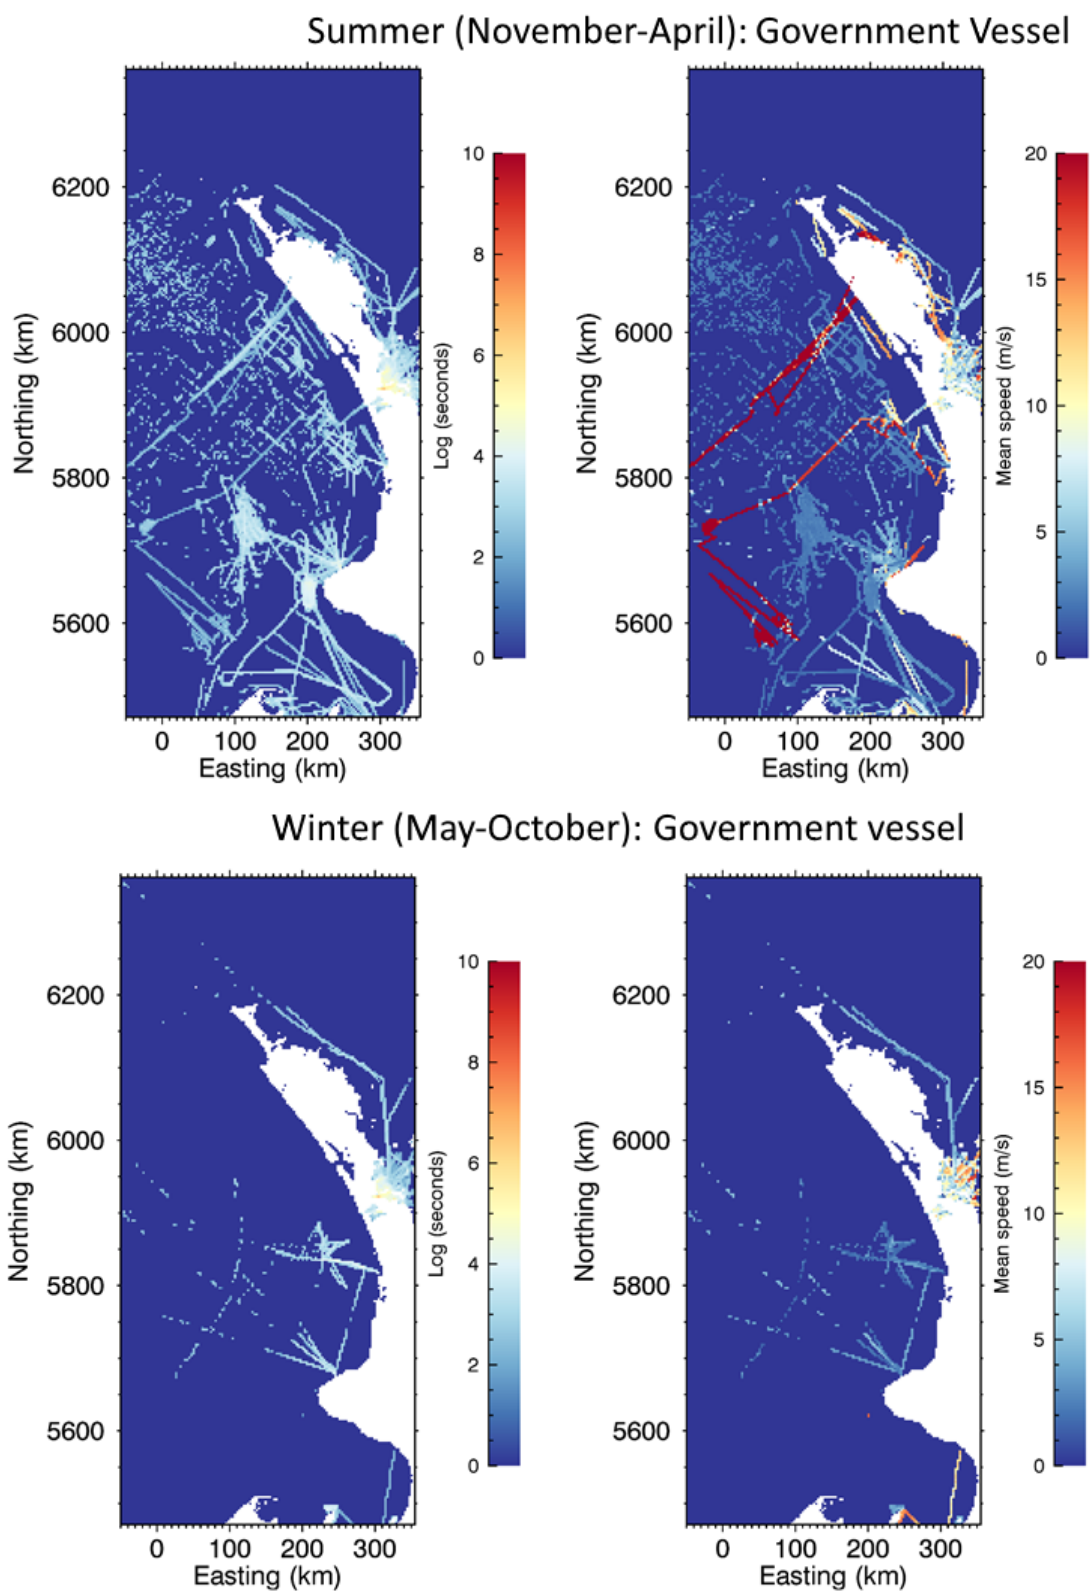 Summer (November-April): Government Vessel
6200
6000
5800
5600
Northing (km)
0 100 200 300
Easting (km)
10
8
6
4
2
0
Log (seconds)
6200
6000
5800
5600
Northing (km)
0 100 200 300
Easting (km)
20
15
10
5
0
Mean speed (m/s)
Winter (May-October): Government vessel
6200
6000
5800
5600
Northing (km)
0 100 200 300
Easting (km)
10
8
6
4
2
0
Log (seconds)
6200
6000
5800
5600
Northing (km)
0 100 200 300
Easting (km)
20
15
10
5
0
Mean speed (m/s)